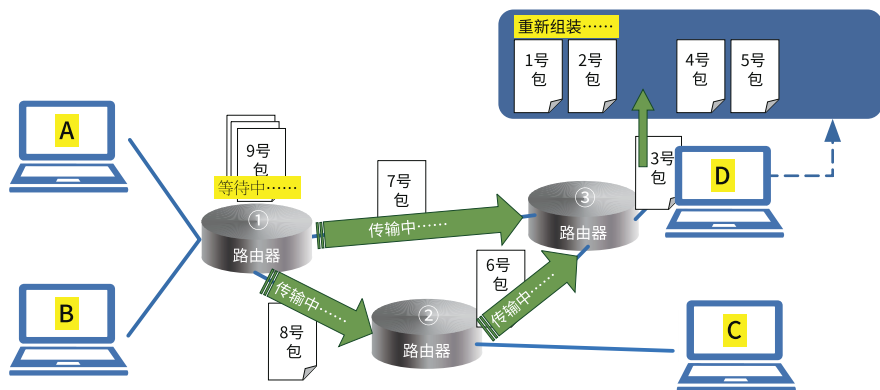 重新组装……
1号
包
2号
包
4号
包
5号
包
A
9号
包
等待中……
7号
包
3号
包
D
①
路由器
传输中……
③
路由器
6号
包
传输中……
传输中……
B
8号
包
②
路由器
C